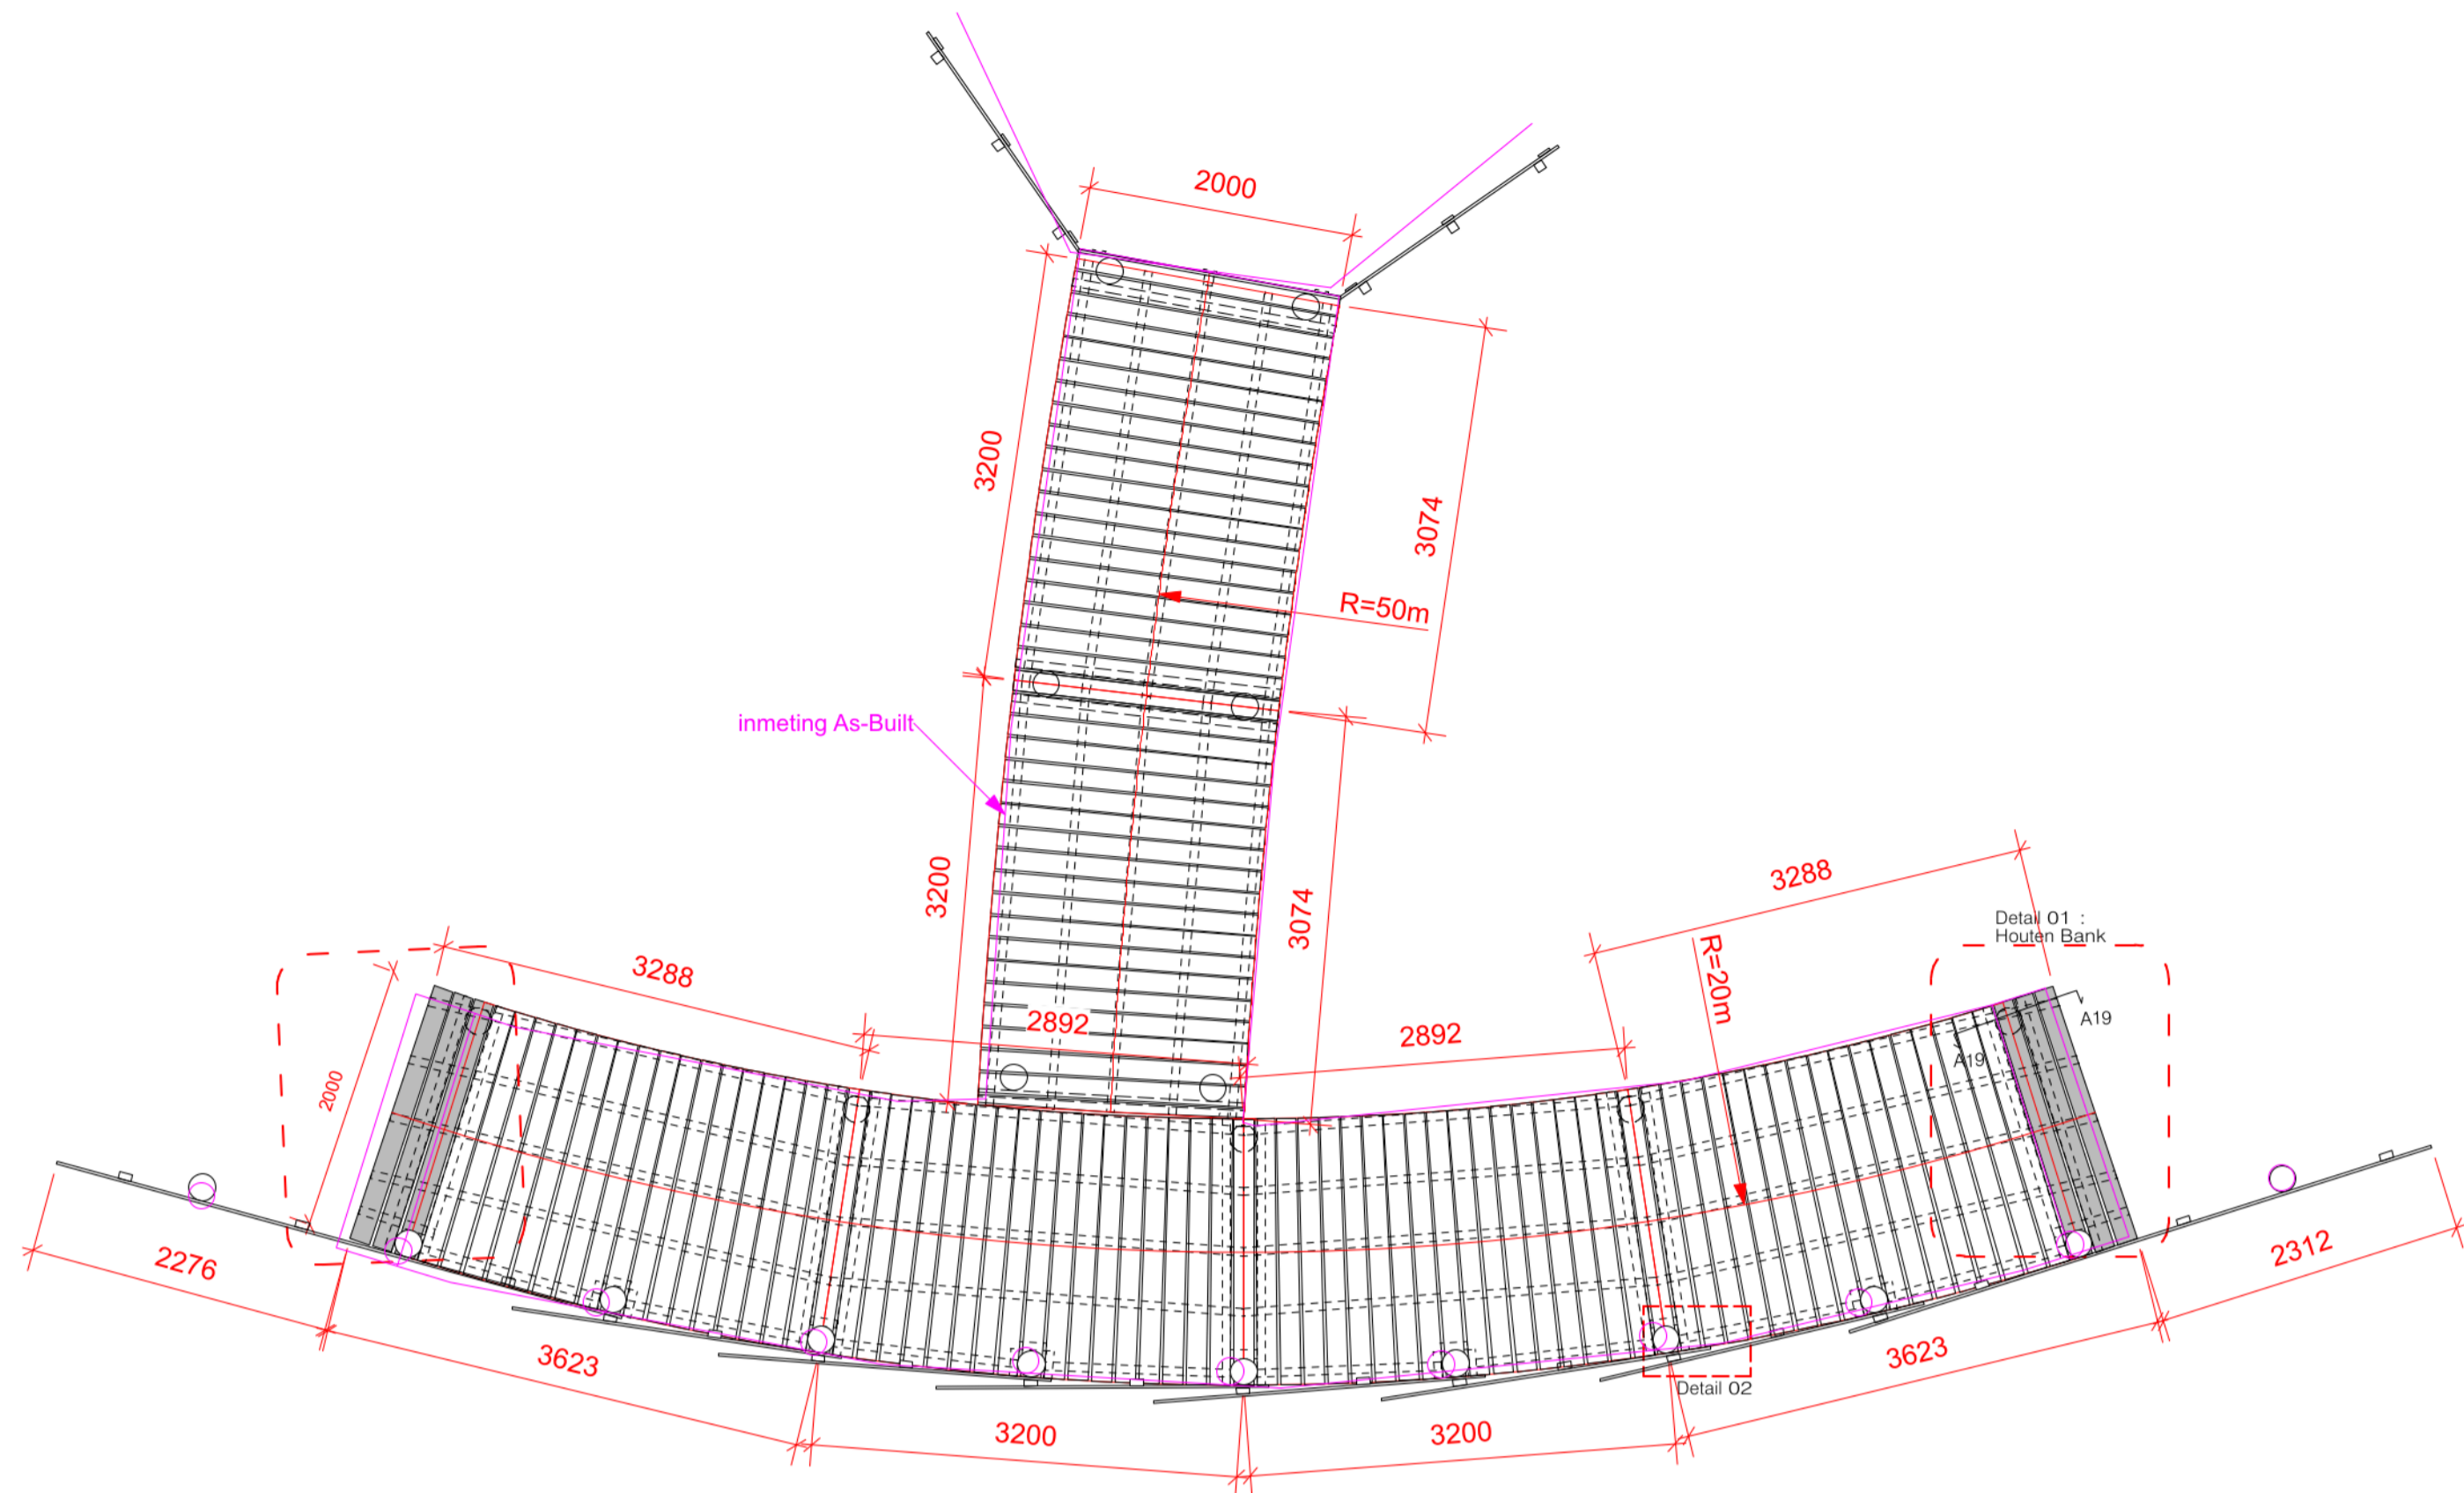 2000
3200
3074
R=50m
inmeting As-Built
3200
3074
3288
Detail 01 :
Houten Bank
R=20m
3288
2892
2892
A19
A19
2000
2276
2312
3623
3623
Detail 02
3200
3200